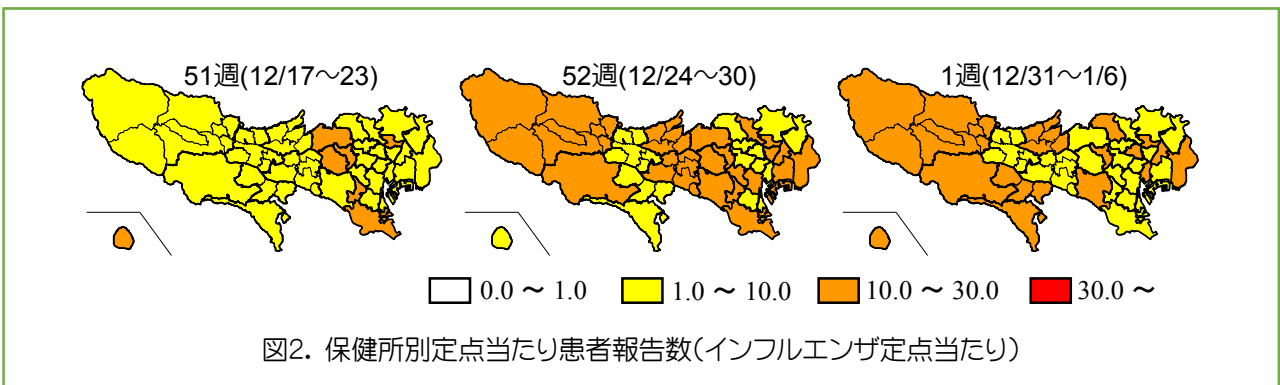 51週(12/17～23)
52週(12/24～30)
1週(12/31～1/6)
0.0 ～ 1.0
1.0 ～ 10.0
10.0 ～ 30.0
30.0 ～
図2. 保健所別定点当たり患者報告数(インフルエンザ定点当たり)